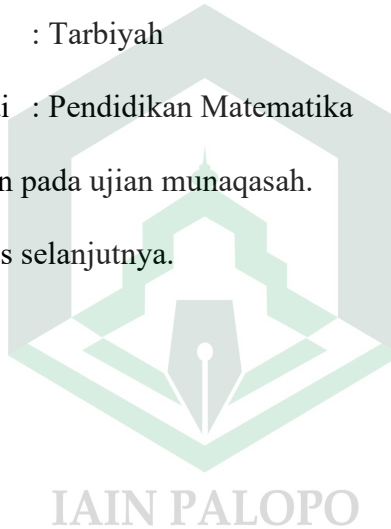 : Tarbiyah
i : Pendidikan Matematika
n pada ujian munaqasah.
s selanjutnya.
IAIN PALOPO